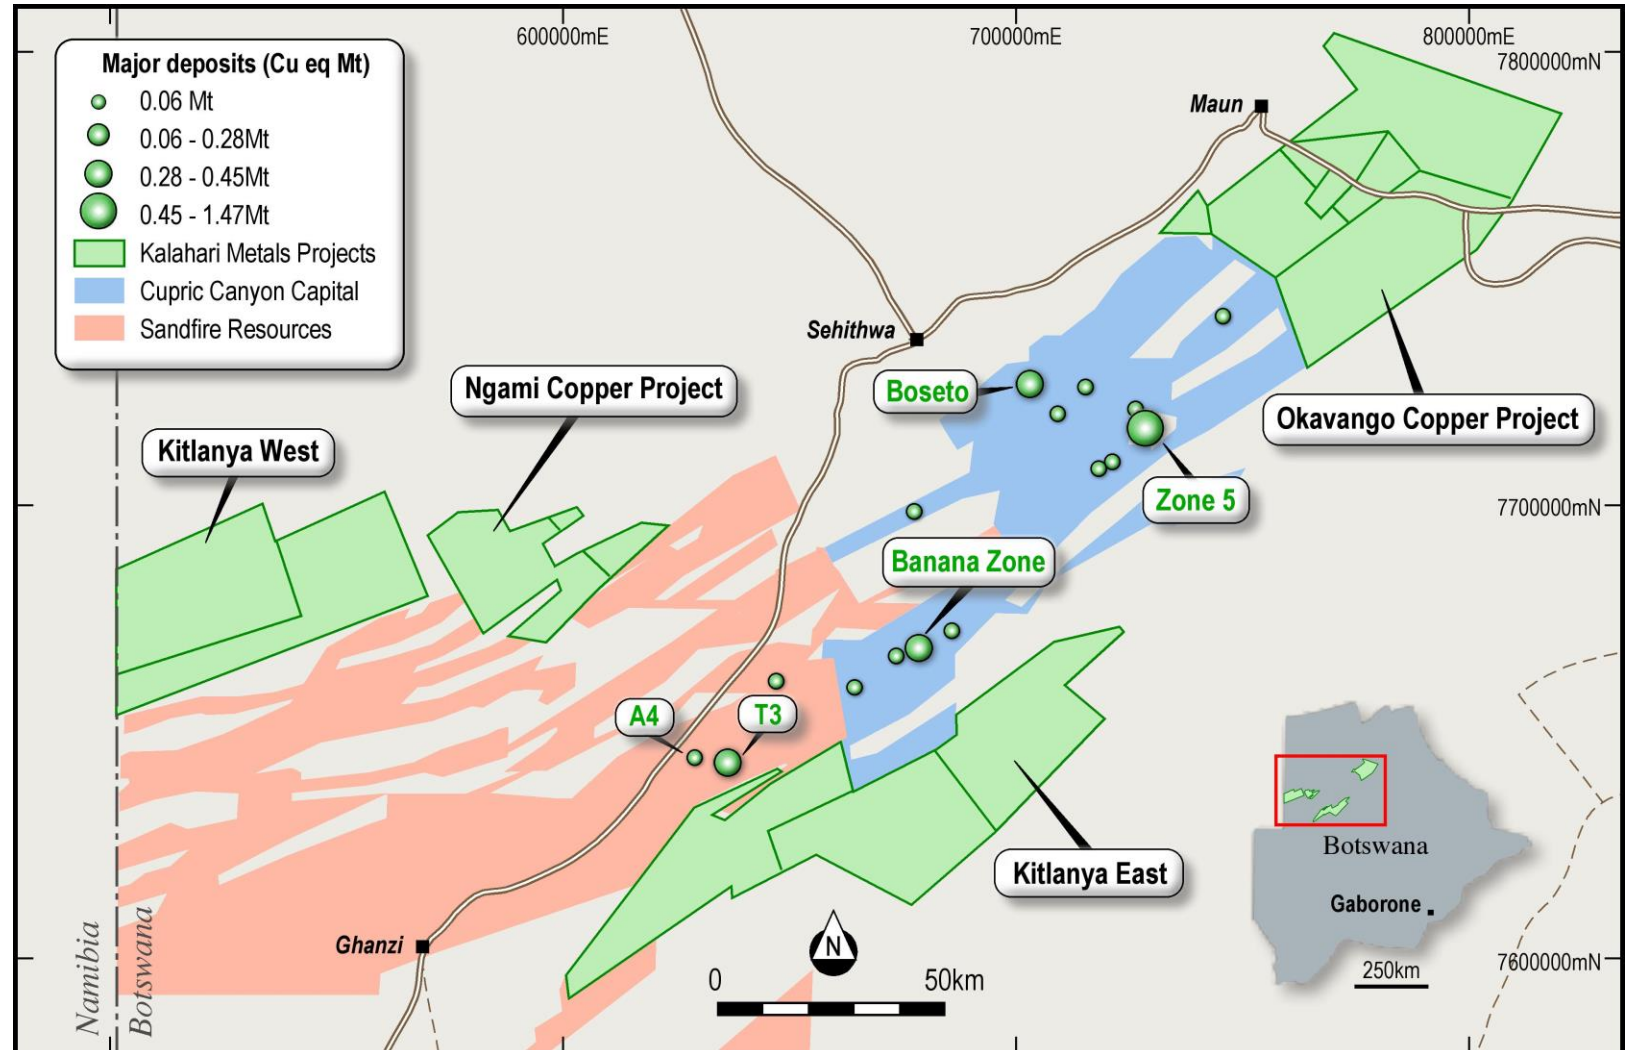 600000mE
700000mE
800000mE
7800000mN
Major deposits (Cu eq Mt)
0.06 Mt
0.06 - 0.28Mt
0.28 - 0.45Mt
0.45 - 1.47Mt
Kalahari Metals Projects
Cupric Canyon Capital
Sandfire Resources
Maun
Sehithwa
Ngami Copper Project
Boseto
Okavango Copper Project
Kitlanya West
Zone 5
7700000mN
Banana Zone
A4
T3
Kitlanya East
Botswana
Gaborone
250km
Ghanzi
Namibia
Botswana
N
0
50km
7600000mN